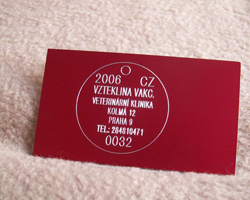 2006 CZ
VZTEKLINA VAKC.
VETERINÁRNÍ KLINIKA
KOLMÁ 12
PRAHA 9
TEL: 284810471
0032